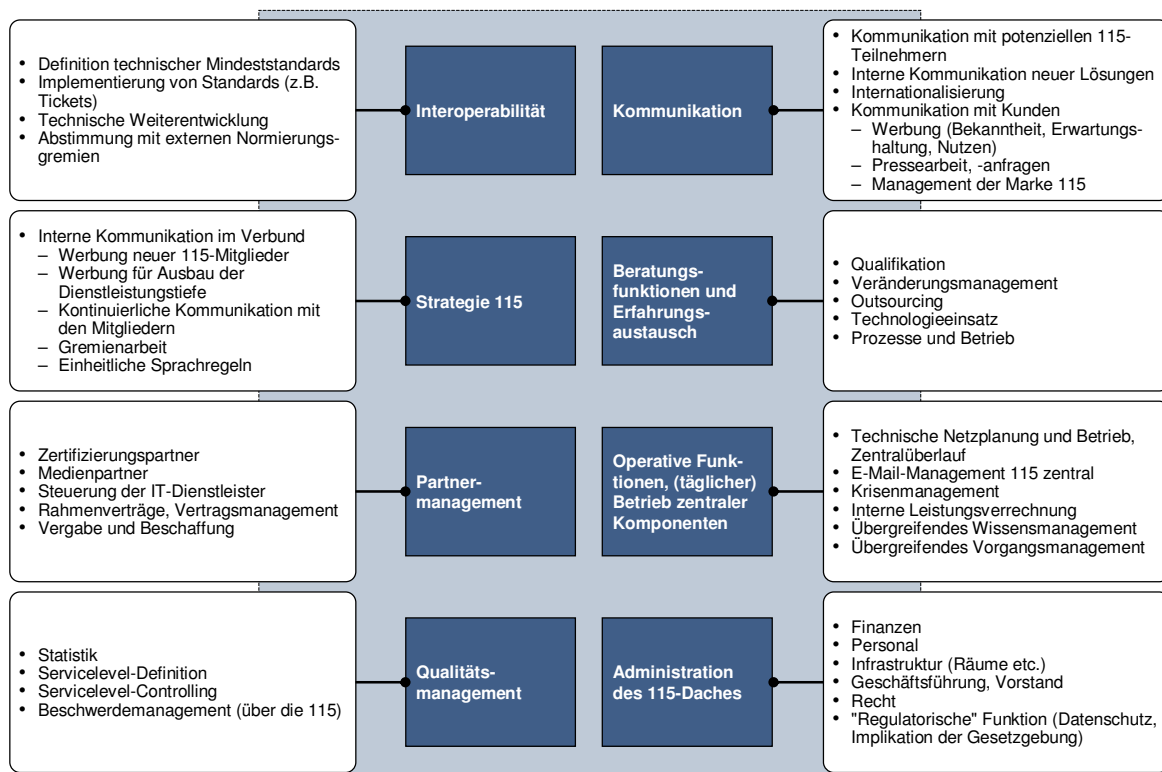 • Definition technischer Mindeststandards
• Implementierung von Standards (z.B.
Tickets)
• Technische Weiterentwicklung
• Abstimmung mit externen Normierungs-
gremien
Interoperabilität
Kommunikation
• Kommunikation mit potenziellen 115-
Teilnehmern
• Interne Kommunikation neuer Lösungen
• Internationalisierung
• Kommunikation mit Kunden
– Werbung (Bekanntheit, Erwartungs-
haltung, Nutzen)
– Pressearbeit, -anfragen
– Management der Marke 115
• Interne Kommunikation im Verbund
– Werbung neuer 115-Mitglieder
– Werbung für Ausbau der
Dienstleistungstiefe
– Kontinuierliche Kommunikation mit
den Mitgliedern
– Gremienarbeit
– Einheitliche Sprachregeln
Strategie 115
Beratungs-
funktionen und
Erfahrungs-
austausch
• Qualifikation
• Veränderungsmanagement
• Outsourcing
• Technologieeinsatz
• Prozesse und Betrieb
• Zertifizierungspartner
• Medienpartner
• Steuerung der IT-Dienstleister
• Rahmenverträge, Vertragsmanagement
• Vergabe und Beschaffung
Partner-
management
Operative Funk-
tionen, (täglicher)
Betrieb zentraler
Komponenten
• Technische Netzplanung und Betrieb,
Zentralüberlauf
• E-Mail-Management 115 zentral
• Krisenmanagement
• Interne Leistungsverrechnung
• Übergreifendes Wissensmanagement
• Übergreifendes Vorgangsmanagement
• Statistik
• Servicelevel-Definition
• Servicelevel-Controlling
• Beschwerdemanagement (über die 115)
Qualitäts-
management
Administration
des 115-Daches
• Finanzen
• Personal
• Infrastruktur (Räume etc.)
• Geschäftsführung, Vorstand
• Recht
• "Regulatorische" Funktion (Datenschutz,
Implikation der Gesetzgebung)